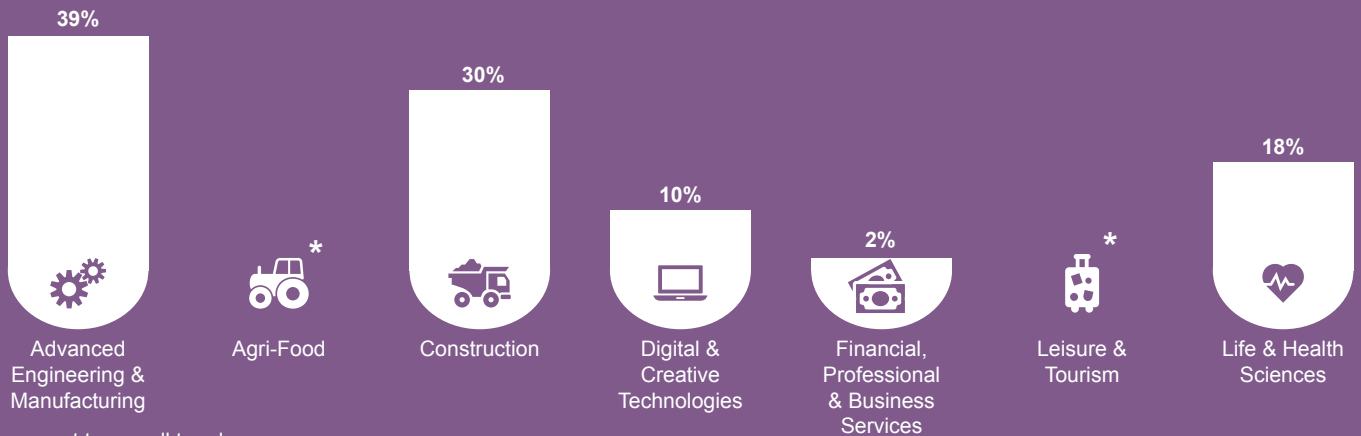 39%
30%
18%
10%
2%
*
*
Advanced
Engineering &
Manufacturing
Agri-Food
Construction
Digital &
Creative
Technologies
Financial,
Professional
& Business
Services
Leisure &
Tourism
Life & Health
Sciences